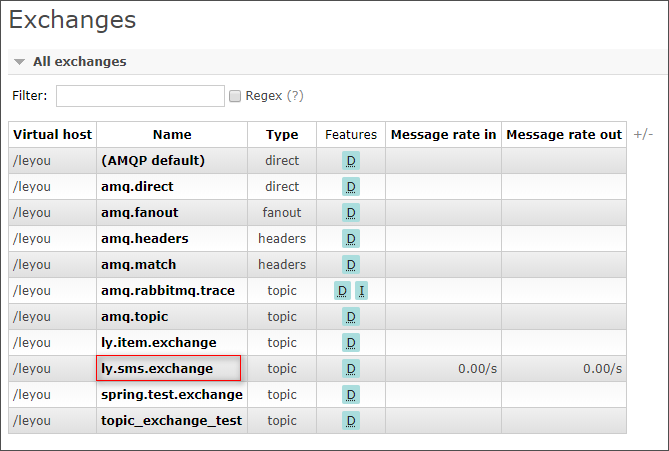 Exchanges
All exchanges
Filter: Regex (?)
Virtual host Name Type Features Message rate in Message rate out +/-
/leyou (AMQP default) direct D
/leyou amq.direct direct D
/leyou amq.fanout fanout D
/leyou amq.headers headers D
/leyou amq.match headers D
/leyou amq.rabbitmq.trace topic D I
/leyou amq.topic topic D
/leyou ly.item.exchange topic D
/leyou ly.sms.exchange topic D 0.00/s 0.00/s
/leyou spring.test.exchange topic D
/leyou topic_exchange_test topic D